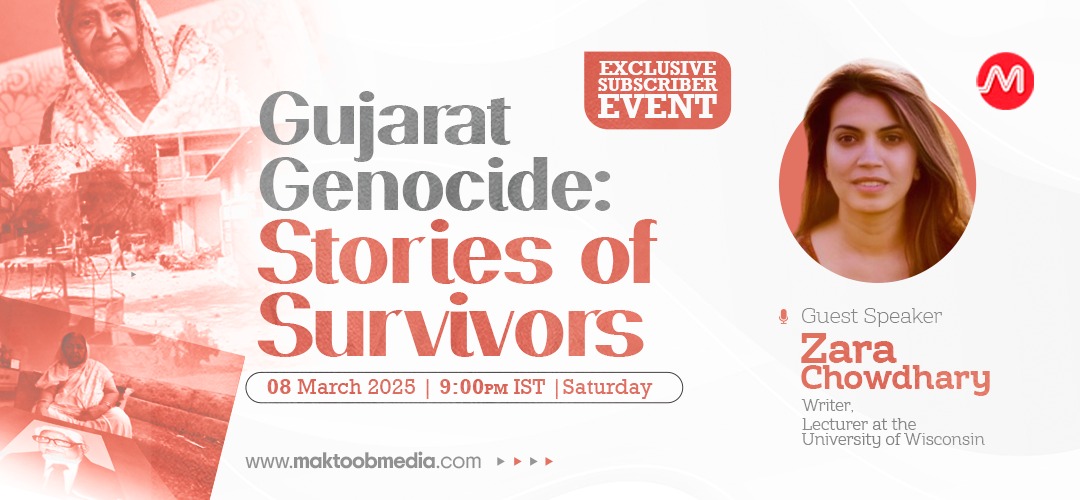 EXCLUSIVE
SUBSCRIBER
EVENT
M
Gujarat
Genocide:
Stories of
Survivors
08 March 2025 | 9:00PM IST | Saturday
www.maktoobmedia.com
Guest Speaker
Zara
Chowdhary
Writer,
Lecturer at the
University of Wisconsin